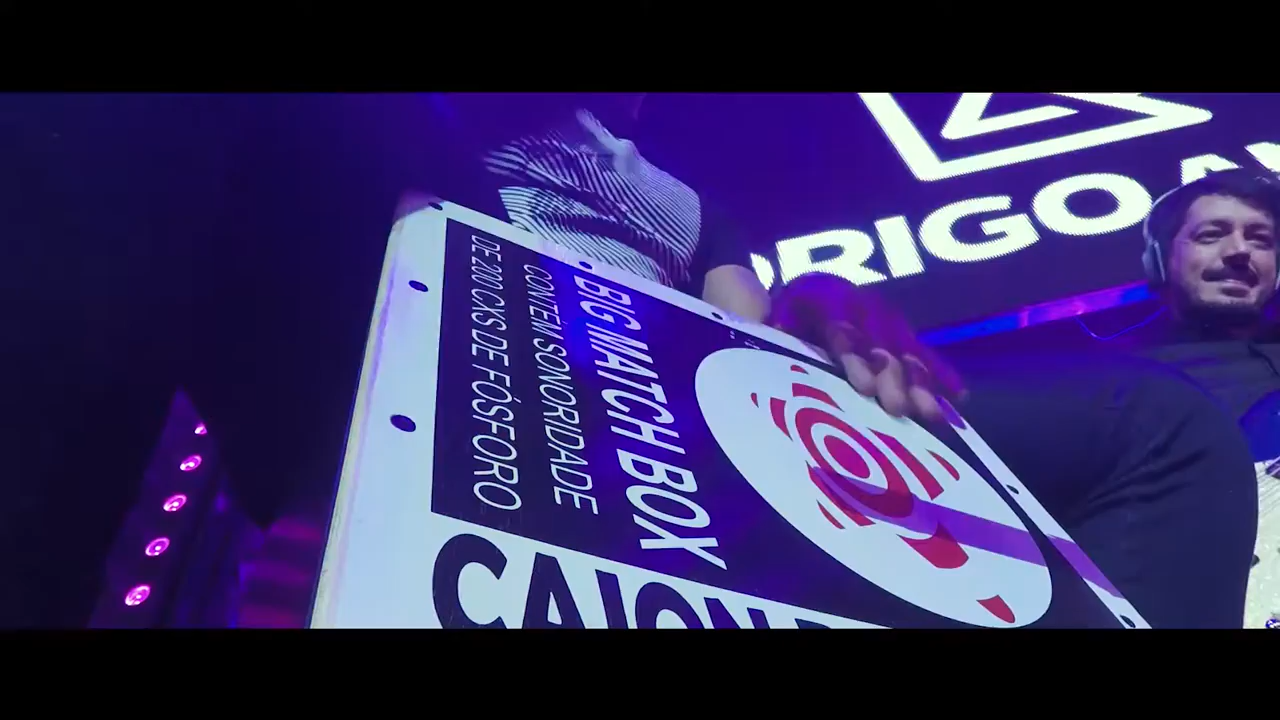 RIGO
BIG MATCH BOX
CONTÉM SONORIDADE
DE 200 CXS DE FÓSFORO